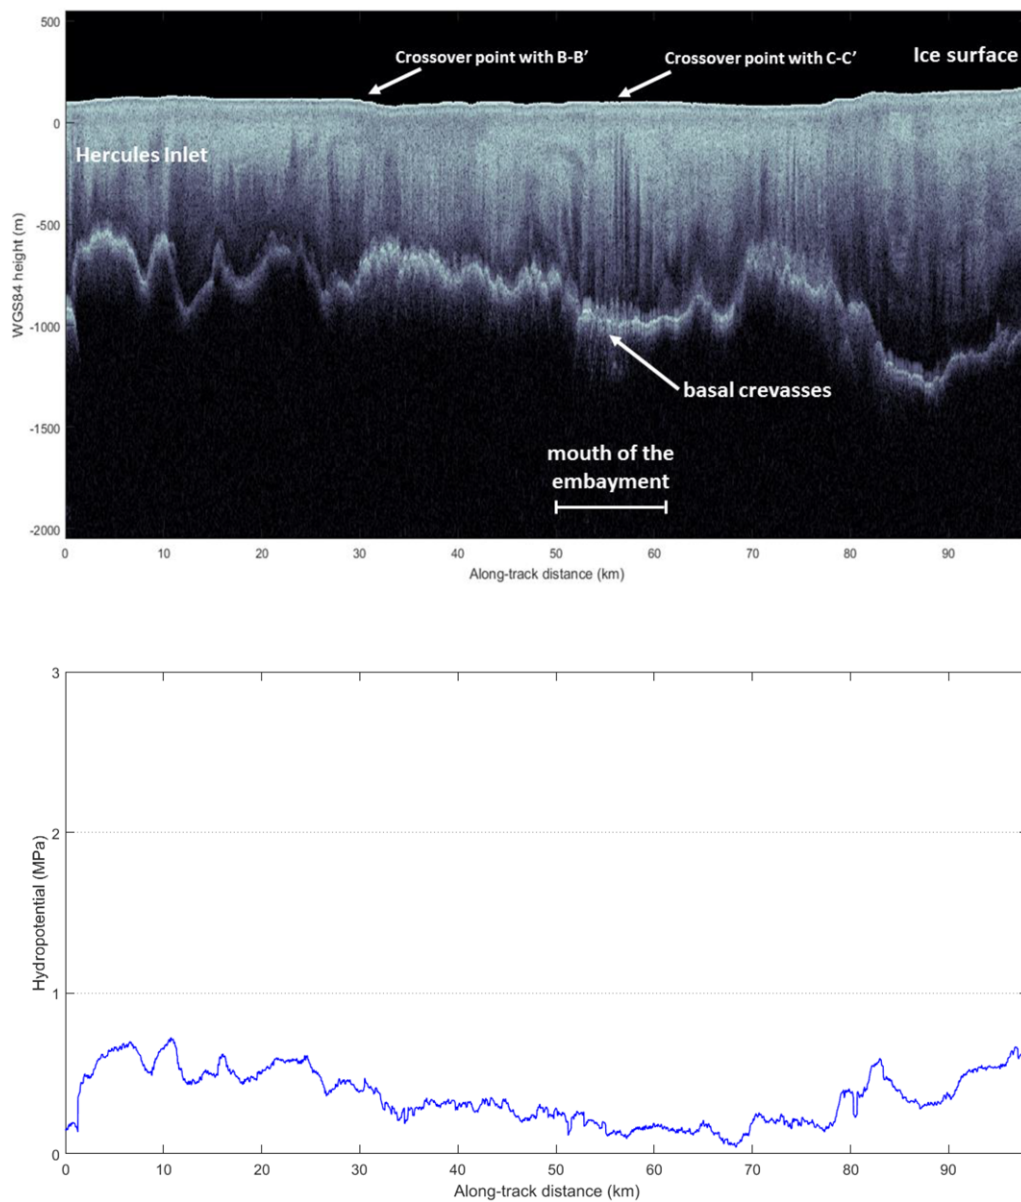 500
Crossover point with B-B’
Crossover point with C-C’
Ice surface
0
Hercules Inlet
-500
WGS84 height (m)
-1000
basal crevasses
-1500
mouth of the
embayment
-2000
0 10 20 30 40 50 60 70 80 90
Along-track distance (km)
3
2
Hydropotential (MPa)
1
0
0 10 20 30 40 50 60 70 80 90
Along-track distance (km)